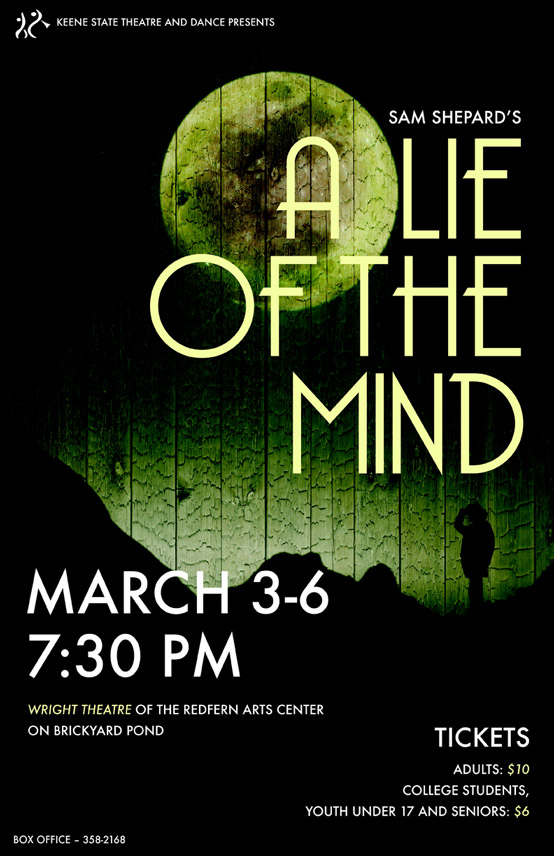 KEENE STATE THEATRE AND DANCE PRESENTS
SAM SHEPARD'S
A LIE
OF THE
MIND
MARCH 3-6
7:30 PM
WRIGHT THEATRE OF THE REDFERN ARTS CENTER
ON BRICKYARD POND
TICKETS
ADULTS: $10
COLLEGE STUDENTS,
YOUTH UNDER 17 AND SENIORS: $6
BOX OFFICE – 358-2168